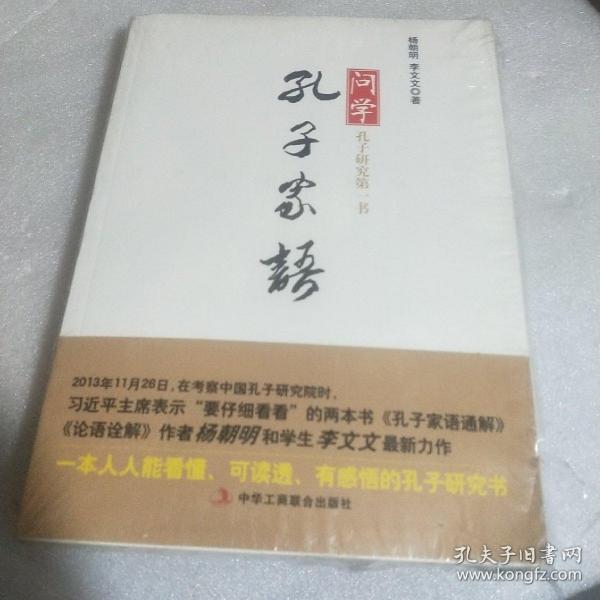 杨朝明 李文文◎著
问学
孔子研究第一书
孔子家語
2013年11月26日，在考察中国孔子研究院时，
习近平主席表示“要仔细看看”的两本书《孔子家语通解》
《论语诠解》作者杨朝明和学生李文文最新力作
一本人人能看懂、可读透、有感悟的孔子研究书
中华工商联合出版社
孔夫子旧书网
www.kongfz.com